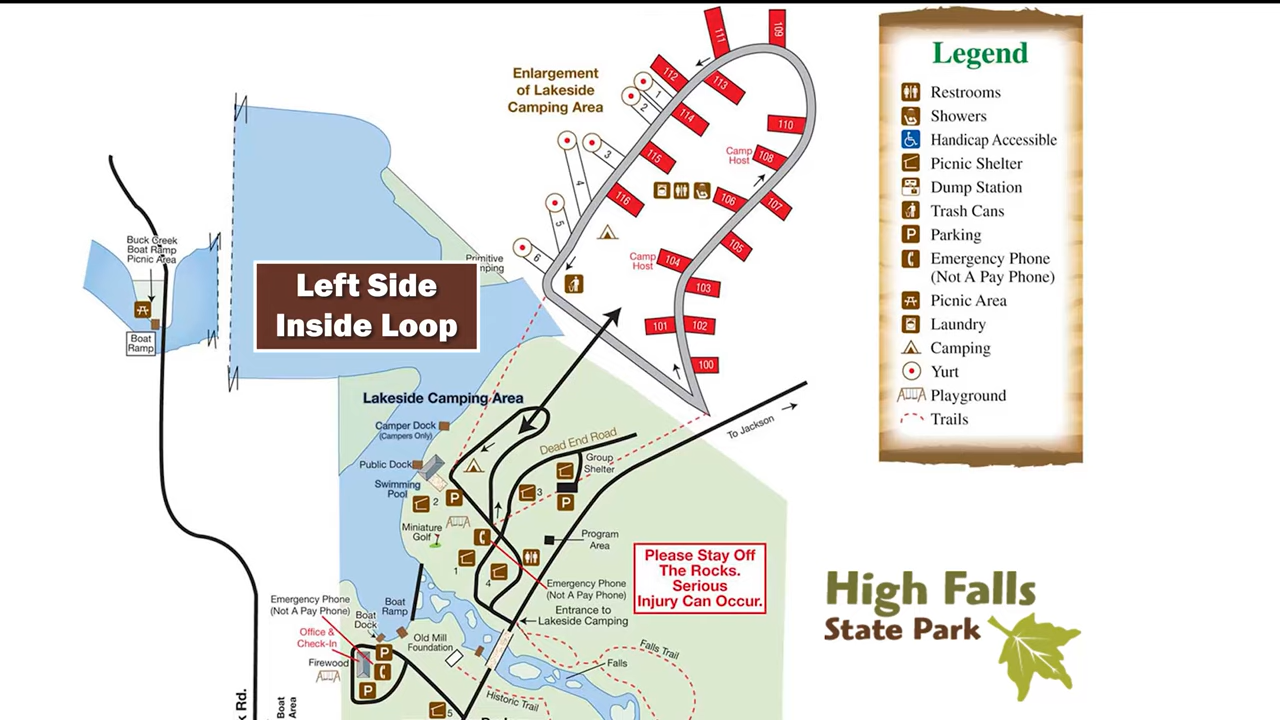 Enlargement
of Lakeside
Camping Area
111
109
112
113
1
2
114
110
3
115
Camp
Host
108
4
116
106
107
5
105
6
Camp
Host
104
103
101
102
100
Buck Creek
Boat Ramp
Picnic Area
Boat
Ramp
Primitive
mping
Left Side
Inside Loop
Lakeside Camping Area
Camper Dock
(Campers Only)
Public Dock
Swimming
Pool
P
2
Dead End Road
Group
Shelter
3
P
To Jackson
Miniature
Golf
Program
Area
1
4
Please Stay Off
The Rocks.
Serious
Injury Can Occur.
Emergency Phone
(Not A Pay Phone)
Entrance to
Lakeside Camping
Emergency Phone
(Not A Pay Phone)
Boat
Dock
Boat
Ramp
Office &
Check-In
Firewood
P
P
Old Mill
Foundation
Falls Trail
Falls
Historic Trail
5
k Rd.
Boat
Area
Legend
Restrooms
Showers
Handicap Accessible
Picnic Shelter
Dump Station
Trash Cans
P Parking
Emergency Phone
(Not A Pay Phone)
Picnic Area
Laundry
Camping
Yurt
Playground
Trails
High Falls
State Park